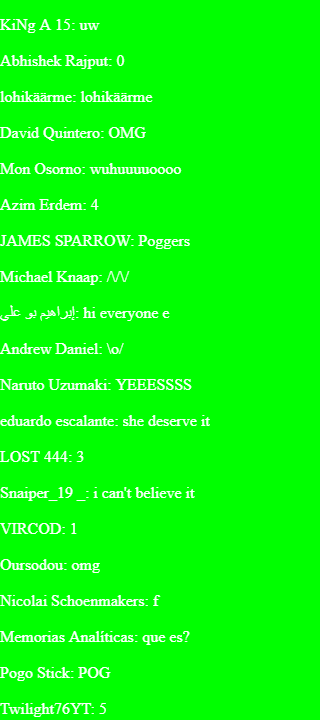 KiNg A 15: uw
Abhishek Rajput: 0
lohikäärme: lohikäärme
David Quintero: OMG
Mon Osorno: wuhuuuuoooo
Azim Erdem: 4
JAMES SPARROW: Poggers
Michael Knaap: /\/\/
إبراهيم بو علي: hi everyone e
Andrew Daniel: \o/
Naruto Uzumaki: YEEESSSS
eduardo escalante: she deserve it
LOST 444: 3
Snaiper_19 _: i can't believe it
VIRCOD: 1
Oursodou: omg
Nicolai Schoenmakers: f
Memorias Analíticas: que es?
Pogo Stick: POG
Twilight76YT: 5